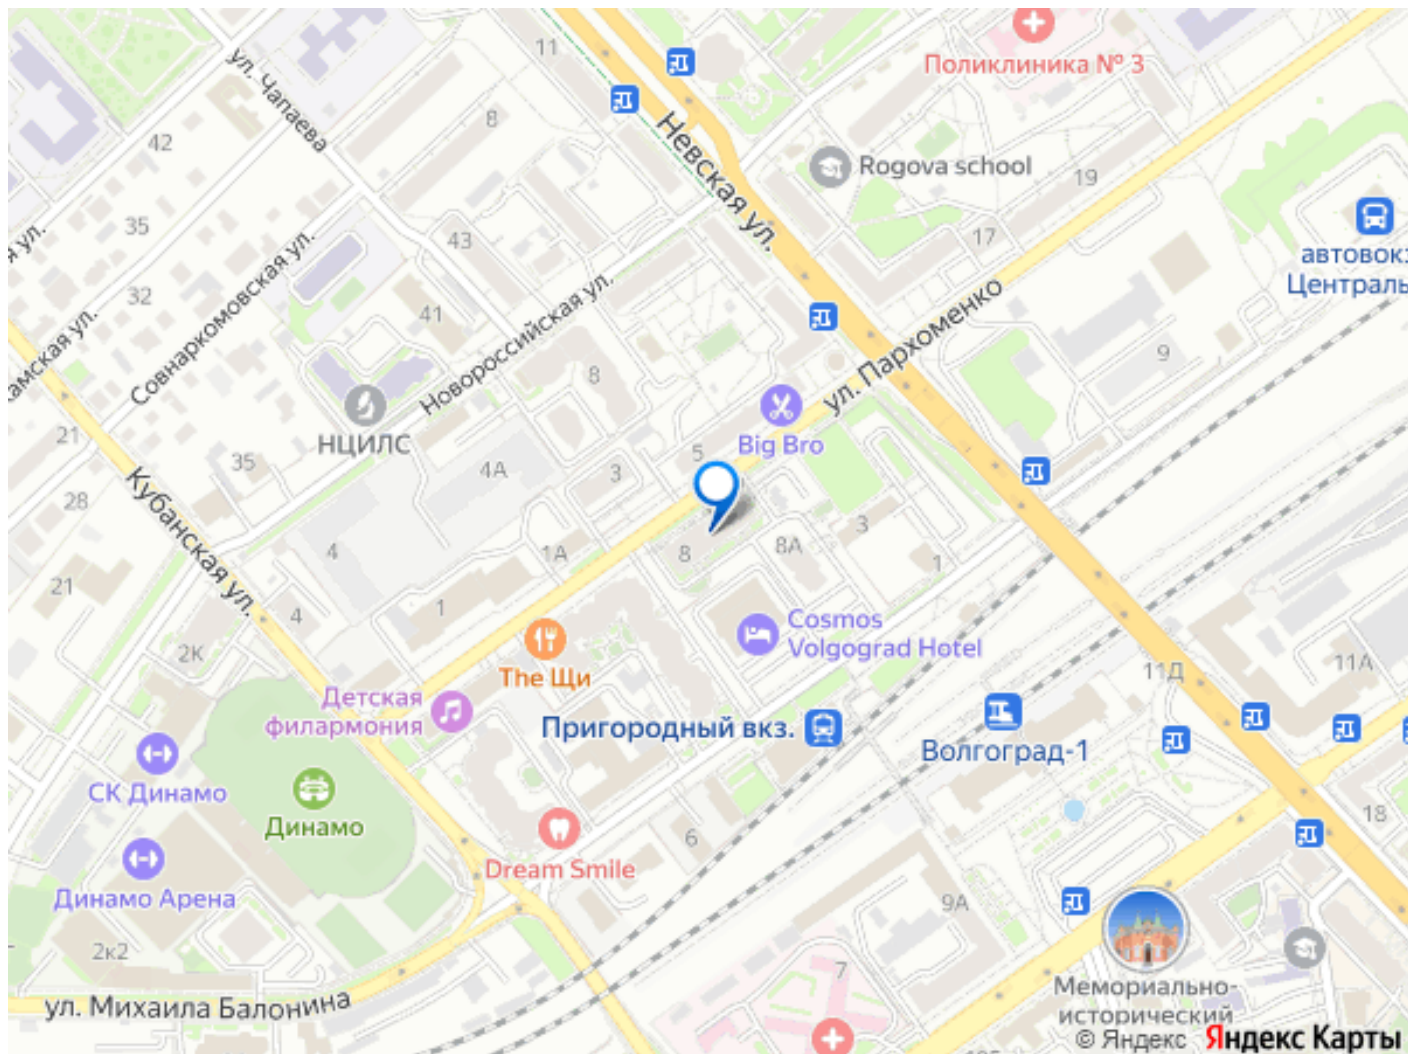 11
Поликлиника № 3
ул. Чапаева
8
42
Невская ул.
Rogova school
19
35
17
43
автовок
Централь
я ул.
32
Совнаркомовская ул.
41
Новороссийская ул.
ул. Пархоменко
амская ул.
8
9
21
НЦИЛС
Big Bro
35
4А
3
5
28
Кубанская ул.
4
1А
8
8А
3
1
21
4
1
Cosmos
Volgograd Hotel
2К
The Щи
11Д
11А
Детская
филармония
Пригородный вкз.
Волгоград-1
СК Динамо
Динамо
18
6
Dream Smile
Динамо Арена
9А
2к2
7
Мемориально-
исторический
ул. Михаила Балонина
© Яндекс Яндекс Карты